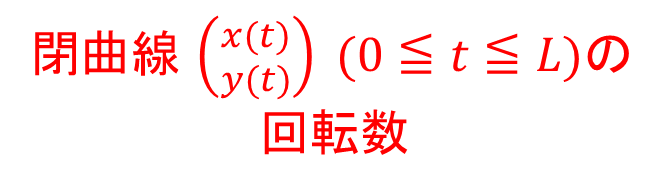 閉曲線 (x(t) y(t)) (0 ≦ t ≦ L)の
回転数